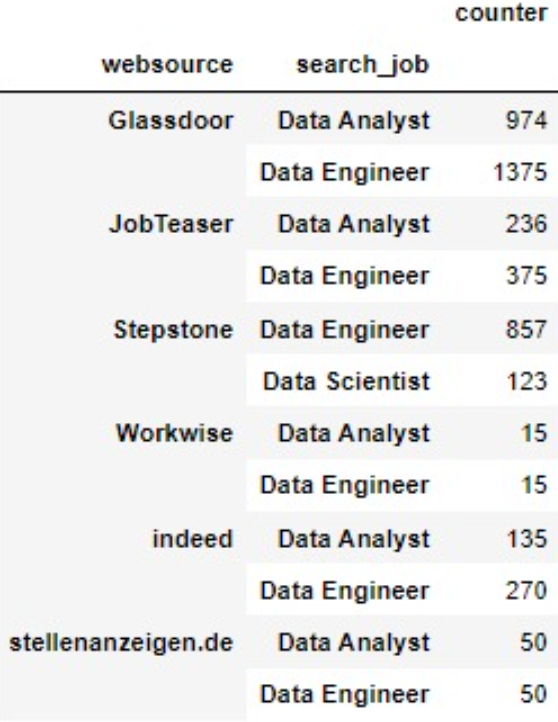 counter
websource search_job
Glassdoor Data Analyst 974
Data Engineer 1375
JobTeaser Data Analyst 236
Data Engineer 375
Stepstone Data Engineer 857
Data Scientist 123
Workwise Data Analyst 15
Data Engineer 15
indeed Data Analyst 135
Data Engineer 270
stellenanzeigen.de Data Analyst 50
Data Engineer 50